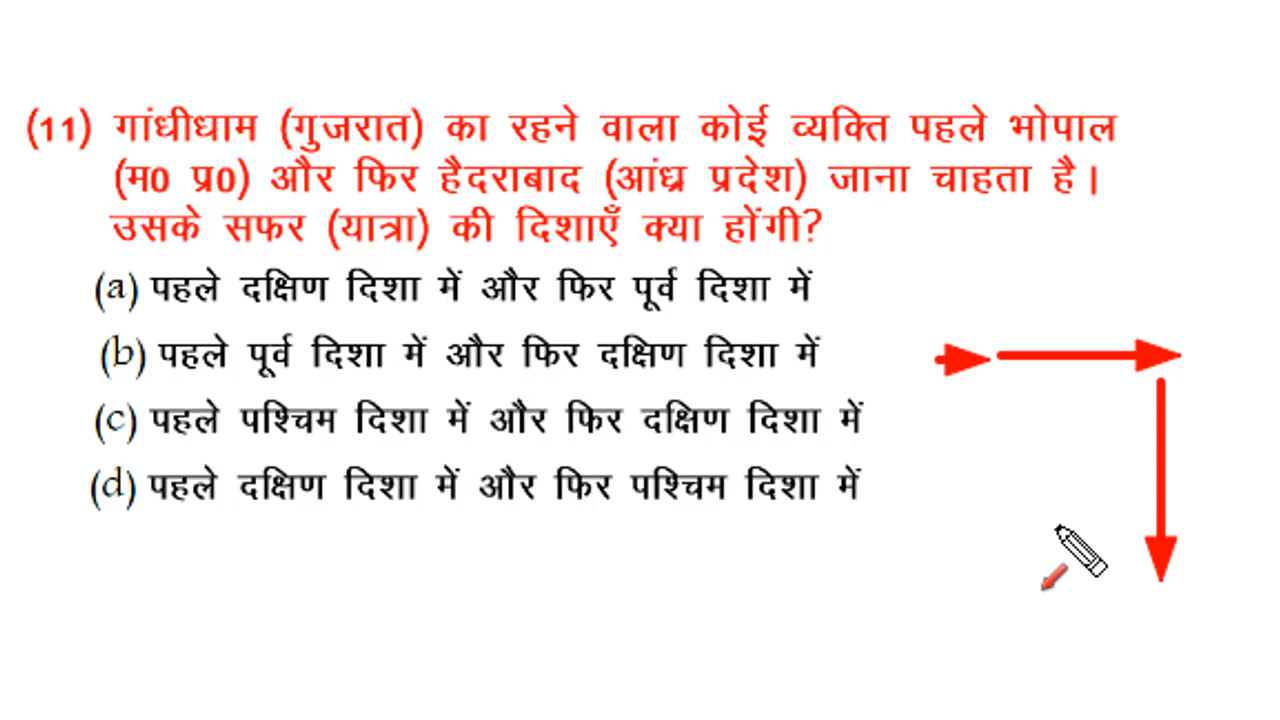 (11) गांधीधाम (गुजरात) का रहने वाला कोई व्यक्ति पहले भोपाल
(म0 प्र0) और फिर हैदराबाद (आंध्र प्रदेश) जाना चाहता है।
उसके सफर (यात्रा) की दिशाएँ क्या होंगी?
(a) पहले दक्षिण दिशा में और फिर पूर्व दिशा में
(b) पहले पूर्व दिशा में और फिर दक्षिण दिशा में
(c) पहले पश्चिम दिशा में और फिर दक्षिण दिशा में
(d) पहले दक्षिण दिशा में और फिर पश्चिम दिशा में